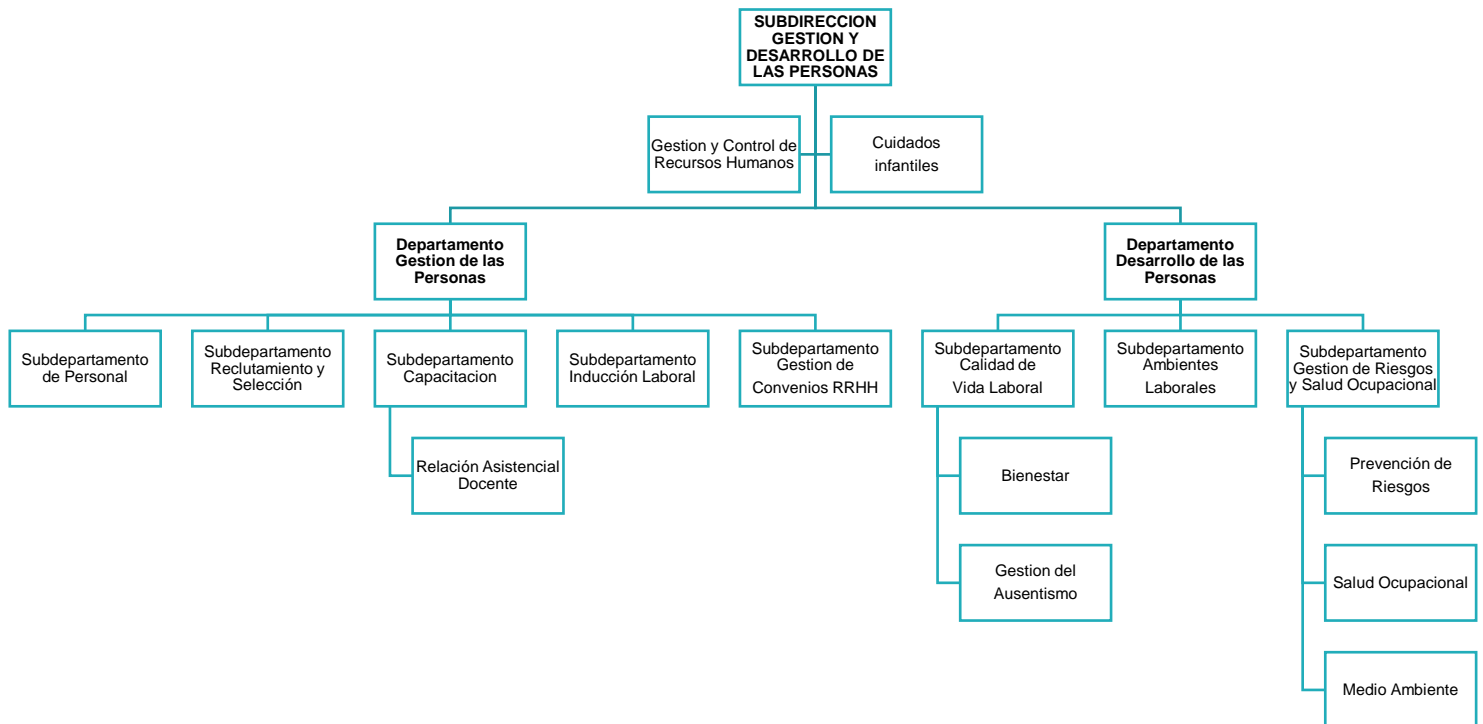 SUBDIRECCION
GESTION Y
DESARROLLO DE
LAS PERSONAS
Gestion y Control de
Recursos Humanos
Cuidados
infantiles
Departamento
Gestion de las
Personas
Departamento
Desarrollo de las
Personas
Subdepartamento
de Personal
Subdepartamento
Reclutamiento y
Selección
Subdepartamento
Capacitacion
Subdepartamento
Inducción Laboral
Subdepartamento
Gestion de
Convenios RRHH
Subdepartamento
Calidad de
Vida Laboral
Subdepartamento
Ambientes
Laborales
Subdepartamento
Gestion de Riesgos
y Salud Ocupacional
Relación Asistencial
Docente
Bienestar
Prevención de
Riesgos
Gestion del
Ausentismo
Salud Ocupacional
Medio Ambiente